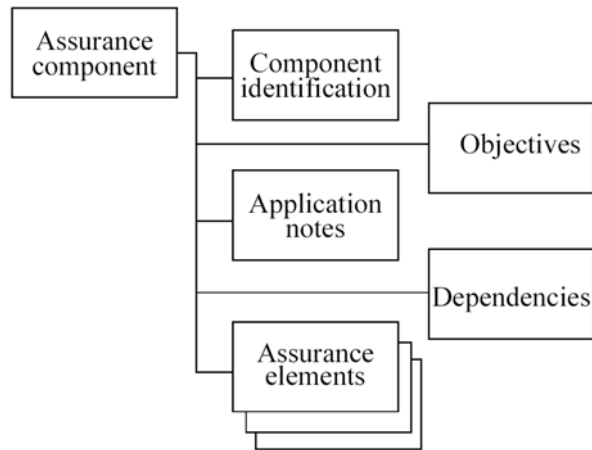 Assurance
component
Component
identification
Objectives
Application
notes
Dependencies
Assurance
elements